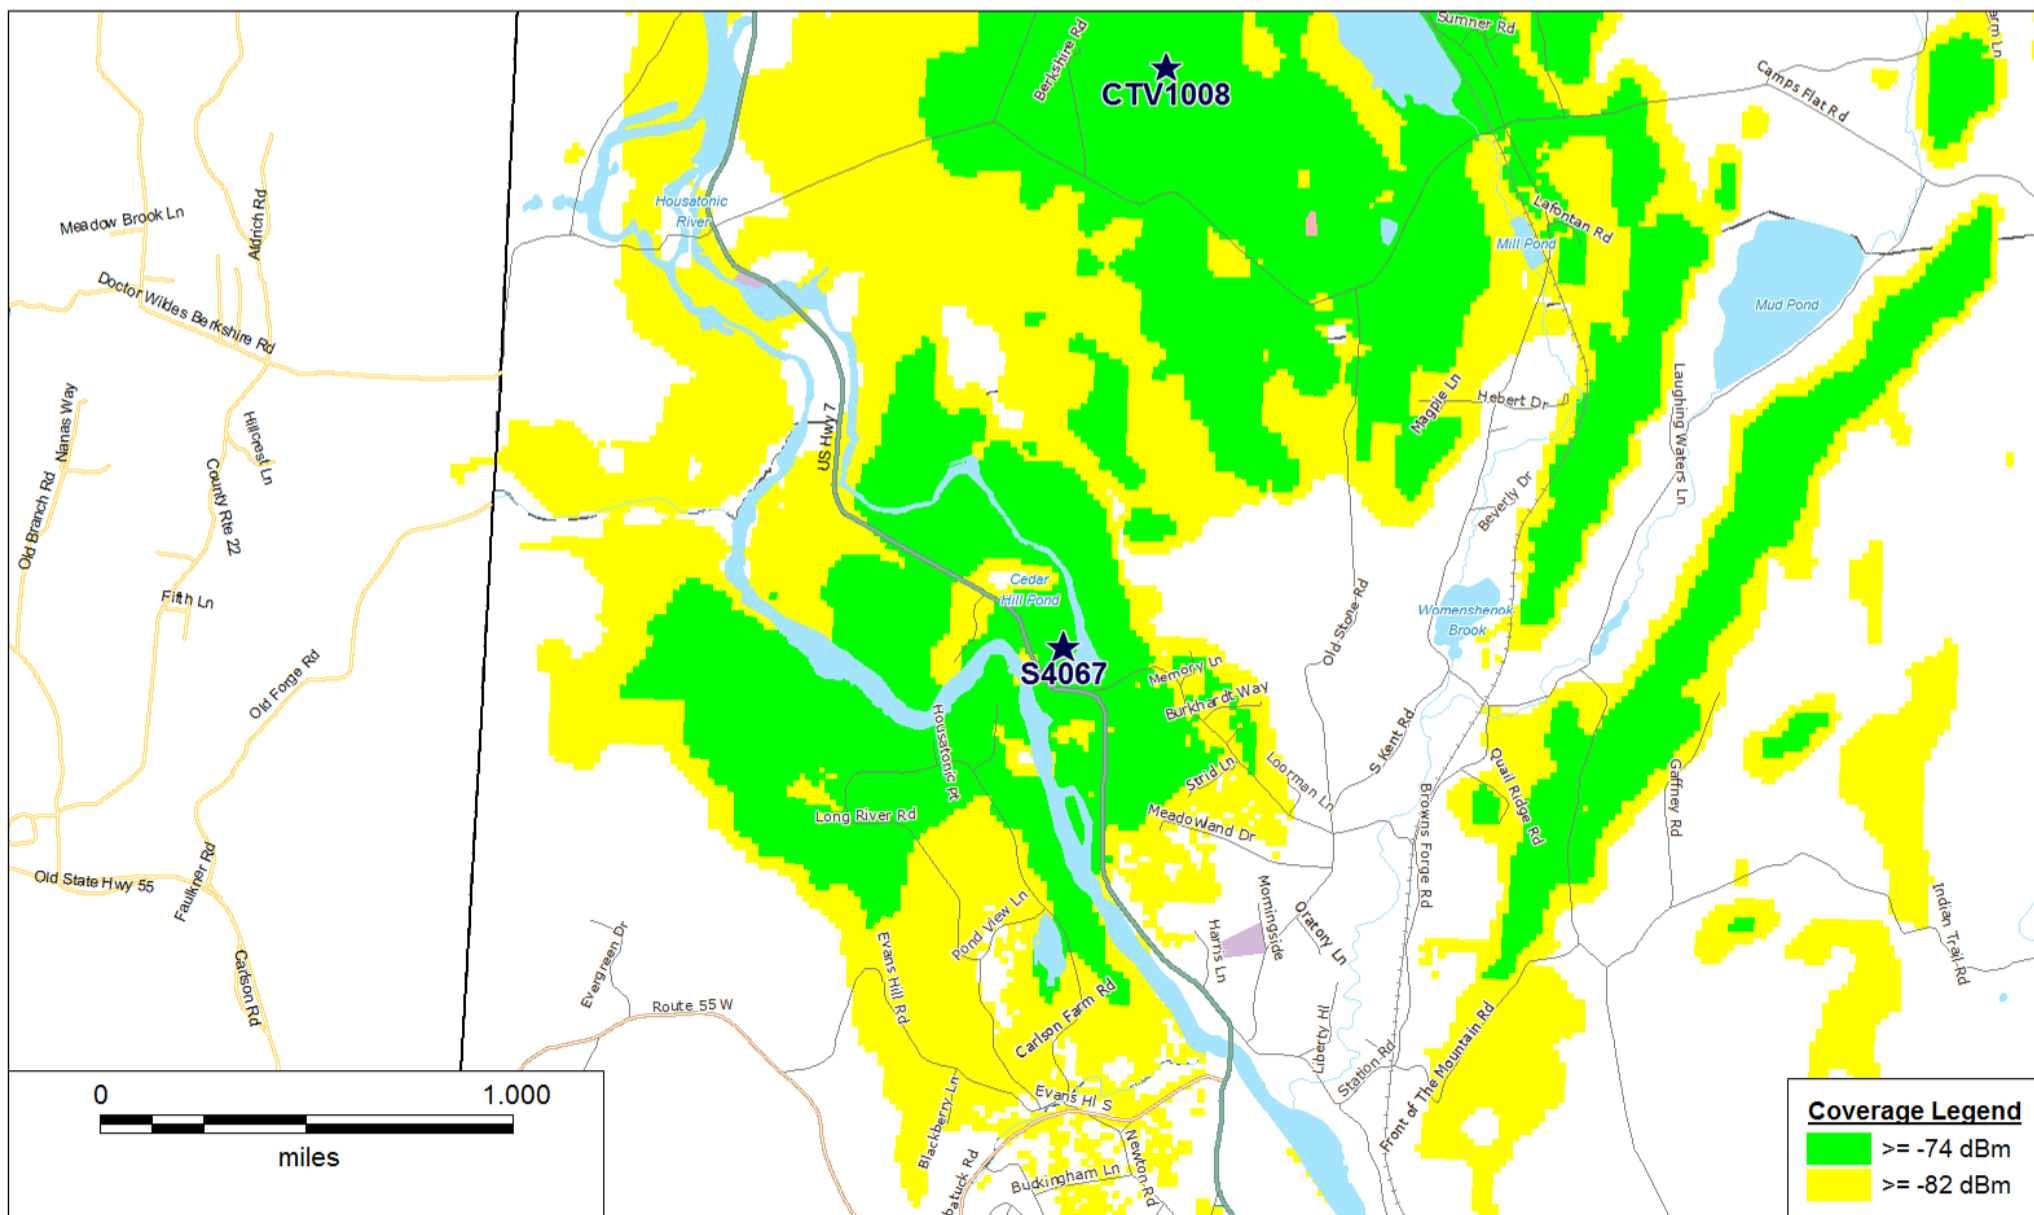 Sumner Rd
arm Ln
Berkshire Rd
CTV1008
Camps Flat Rd
Meadow Brook Ln
Aldrich Rd
Housatonic
River
Lafontan Rd
Mill Pond
Mud Pond
Doctor Wildes Berkshire Rd
Nanas Way
Hillcrest Ln
US Hwy 7
Magpie Ln
Hebert Dr
Laughing Waters Ln
Old Branch Rd
County Rte 22
Beverly Dr
Fifth Ln
Cedar
Hill Pond
Old Stone Rd
Womenshenok
Brook
S4067
Memory Ln
Burkhardt Way
Old Forge Rd
Housatonic Pt
S Kent Rd
Strid Ln
Loorman Ln
Quail Ridge Rd
Gaffney Rd
Long River Rd
Meadowland Dr
Browns Forge Rd
Old State Hwy 55
Faulkner Rd
Pond View Ln
Evans Hill Rd
Harris Ln
Morningside
Oratory Ln
Indian Trail Rd
Carlson Rd
Evergreen Dr
Route 55 W
Carlson Farm Rd
Liberty Hl
Station Rd
Front of The Mountain Rd
Blackberry Ln
Evans Hl S
Newton Rd
Buckingham Ln
batuck Rd
0 1.000
miles
Coverage Legend
>= -74 dBm
>= -82 dBm